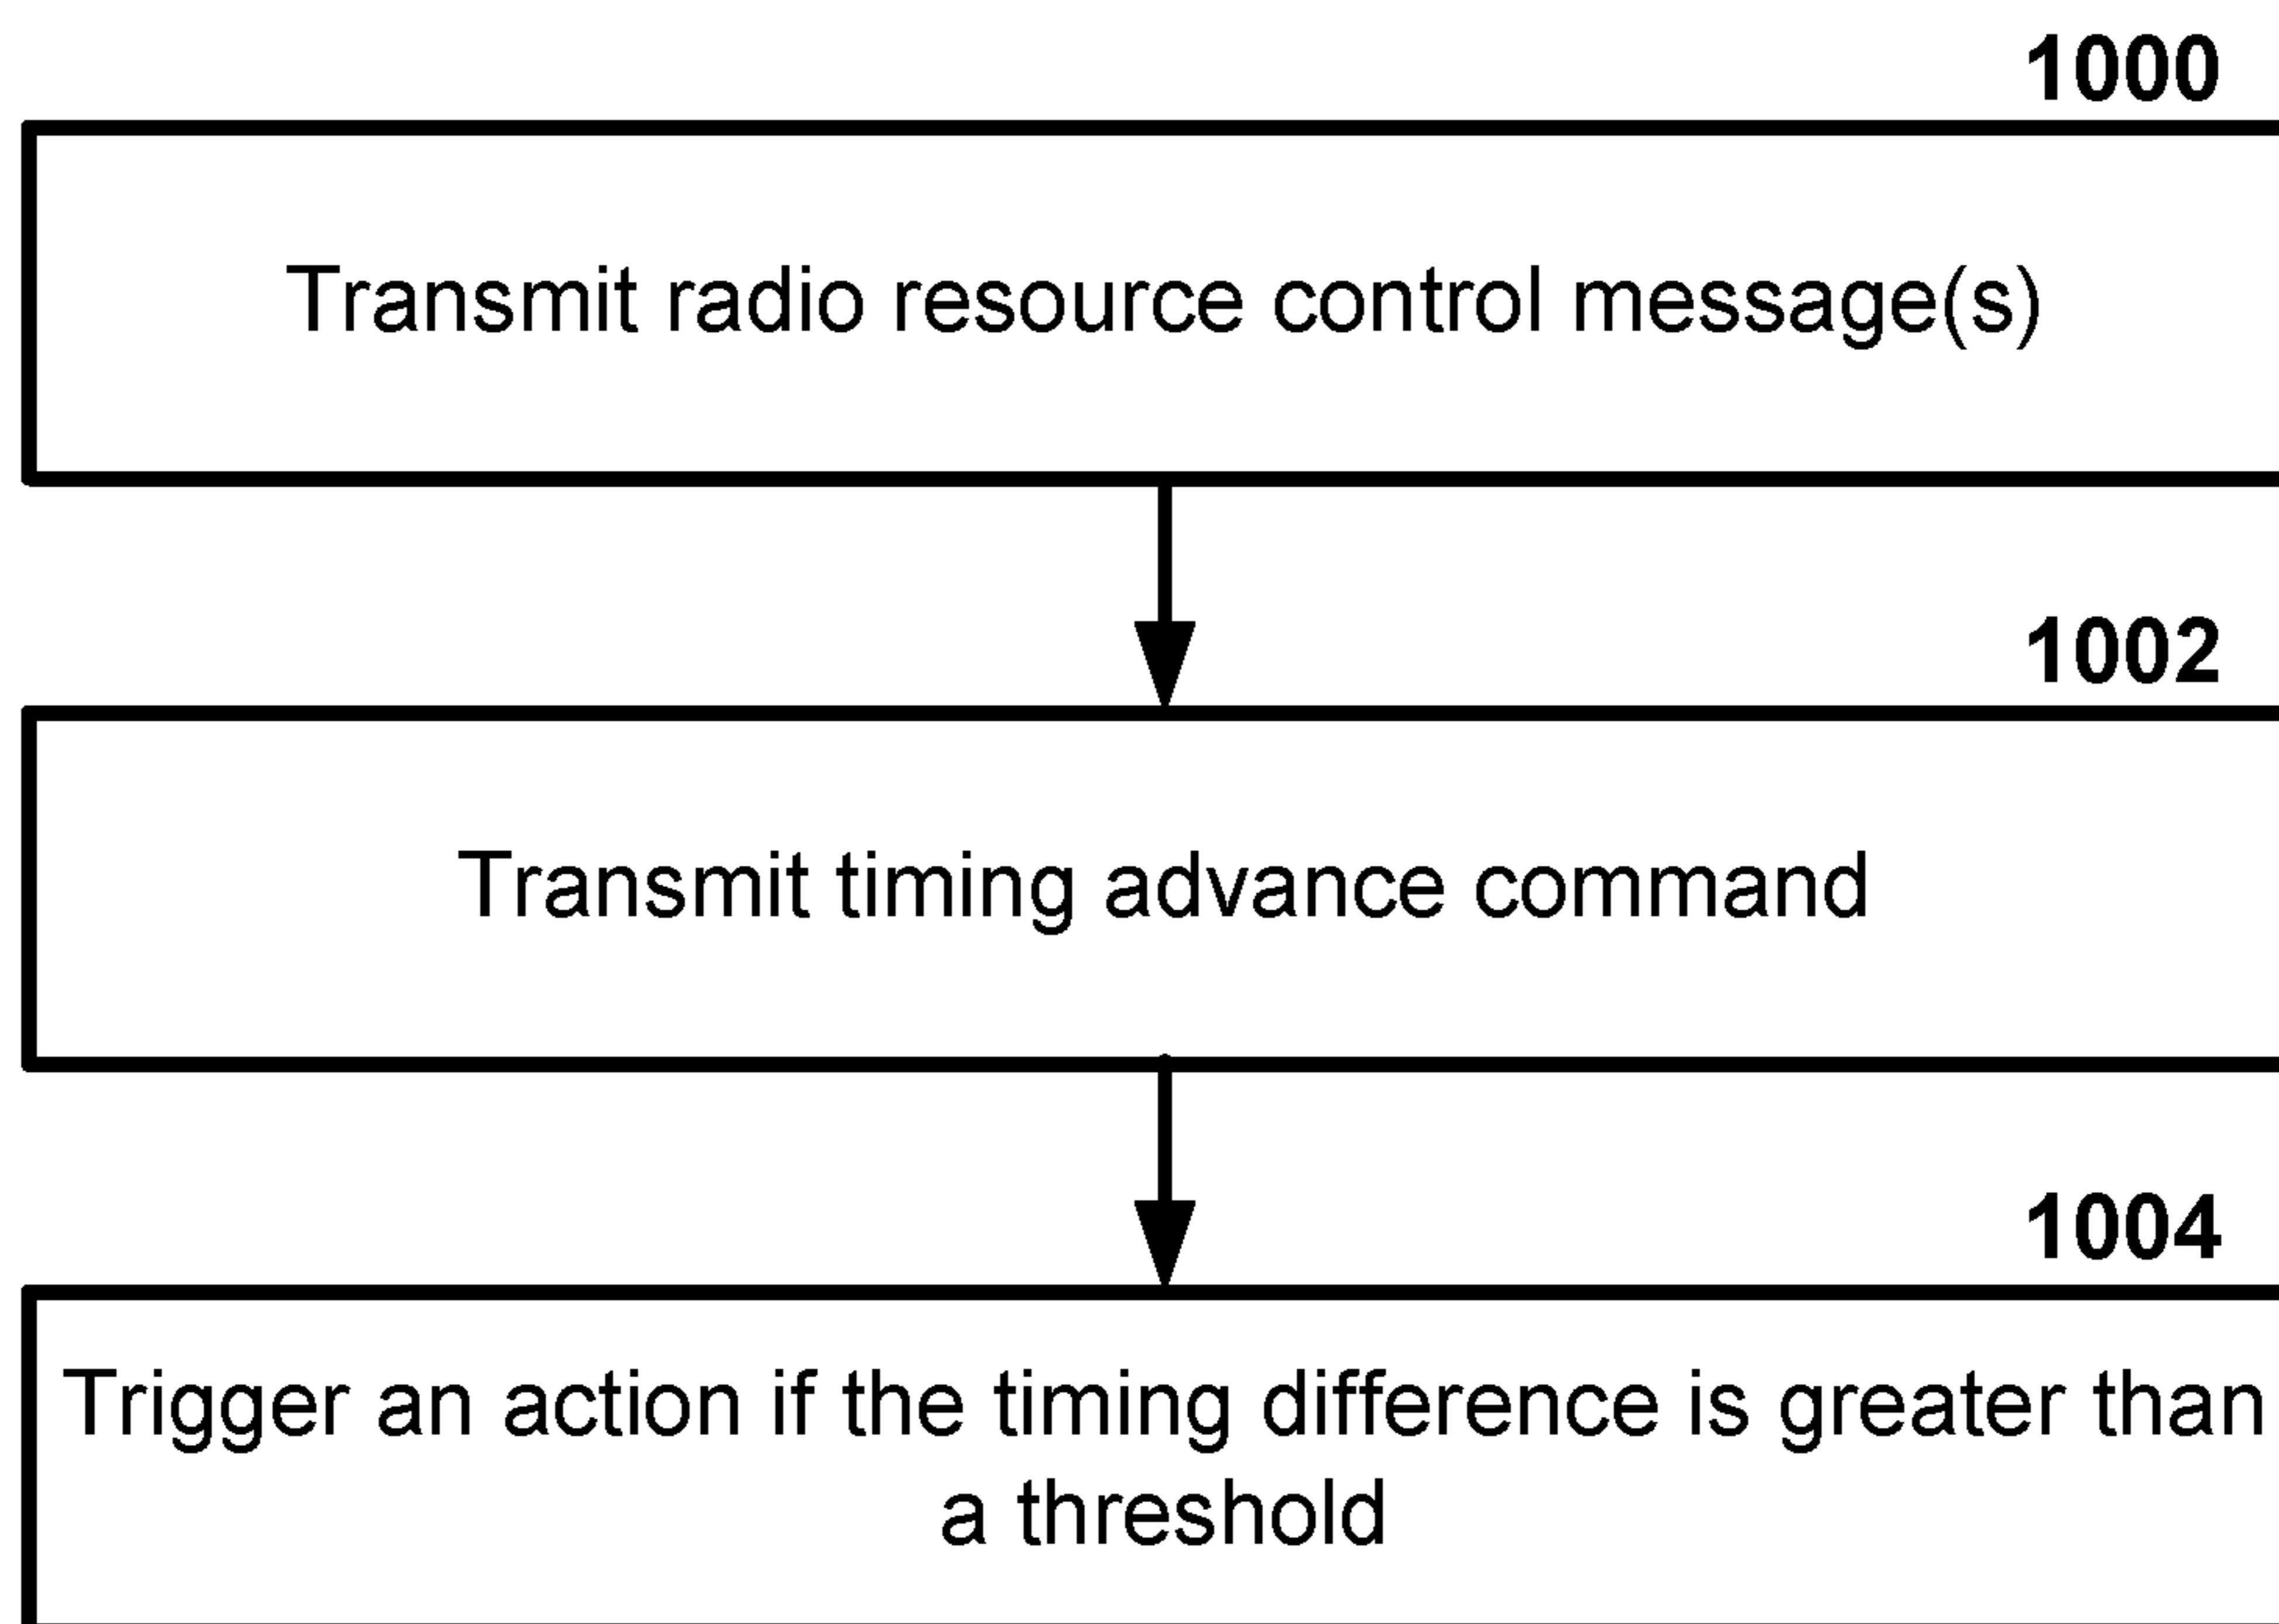 1000
Transmit radio resource control message(s)
1002
Transmit timing advance command
1004
Trigger an action if the timing difference is greater than
a threshold